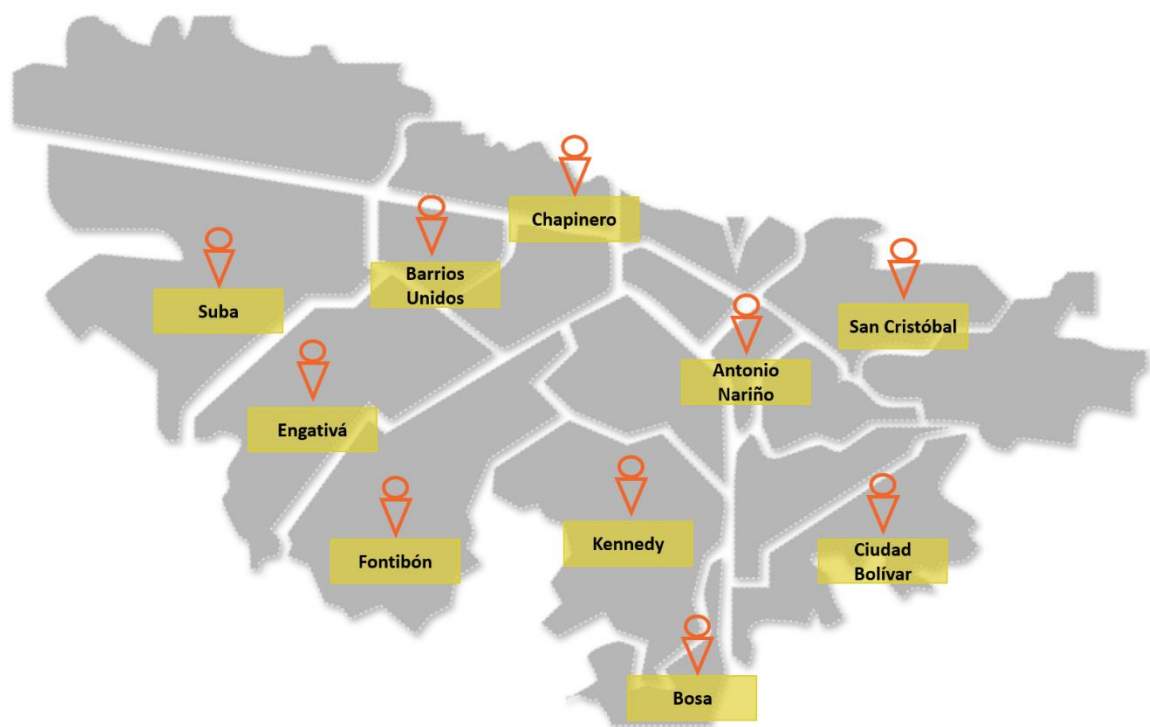 Chapinero
Barrios
Unidos
Suba
San Cristóbal
Antonio
Nariño
Engativá
Kennedy
Fontibón
Ciudad
Bolívar
Bosa